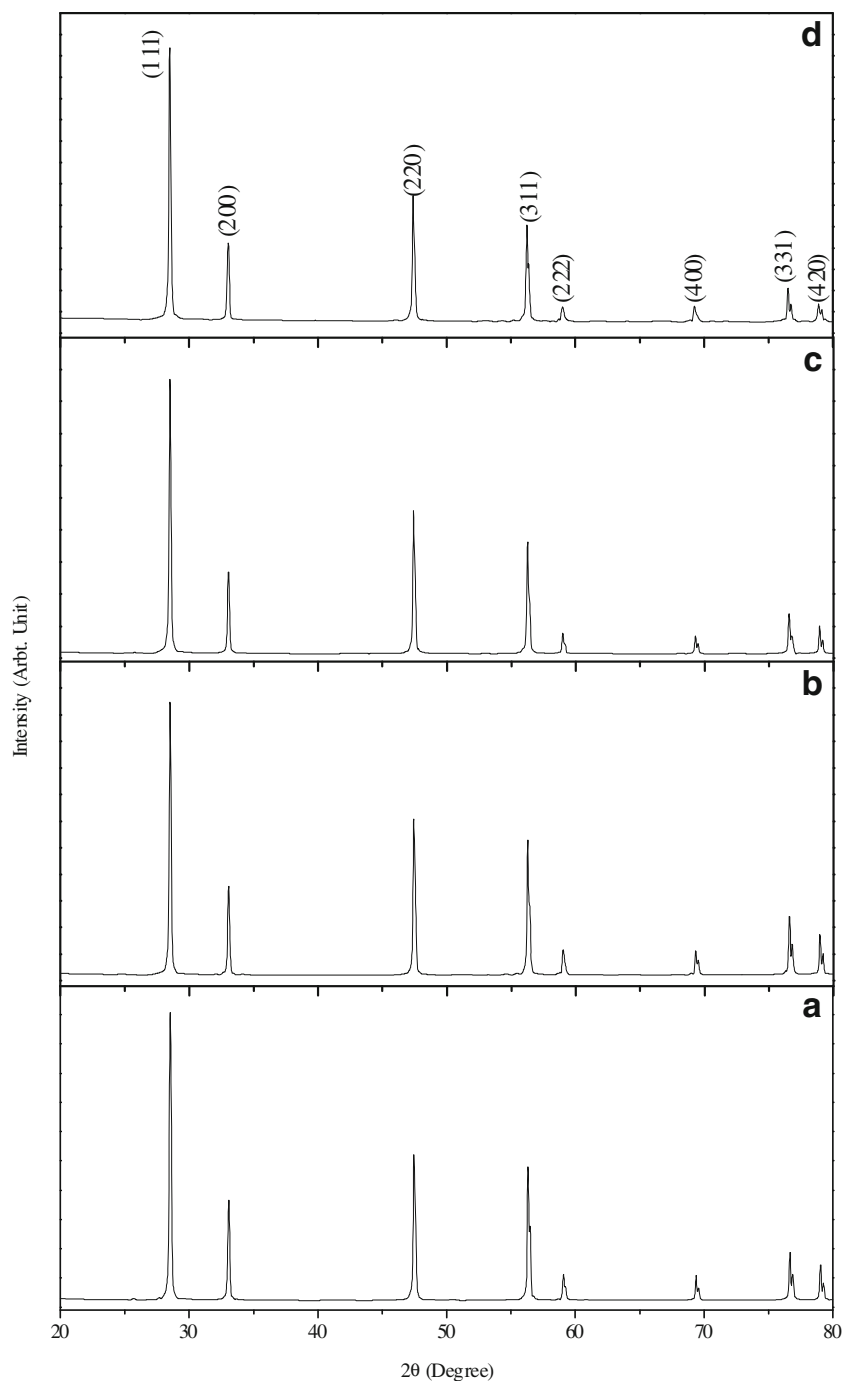 d
(111)
(200)
(220)
(311)
(222)
(400)
(331)
(420)
c
b
a
Intensity (Arbt. Unit)
20 30 40 50 60 70 80
2θ (Degree)